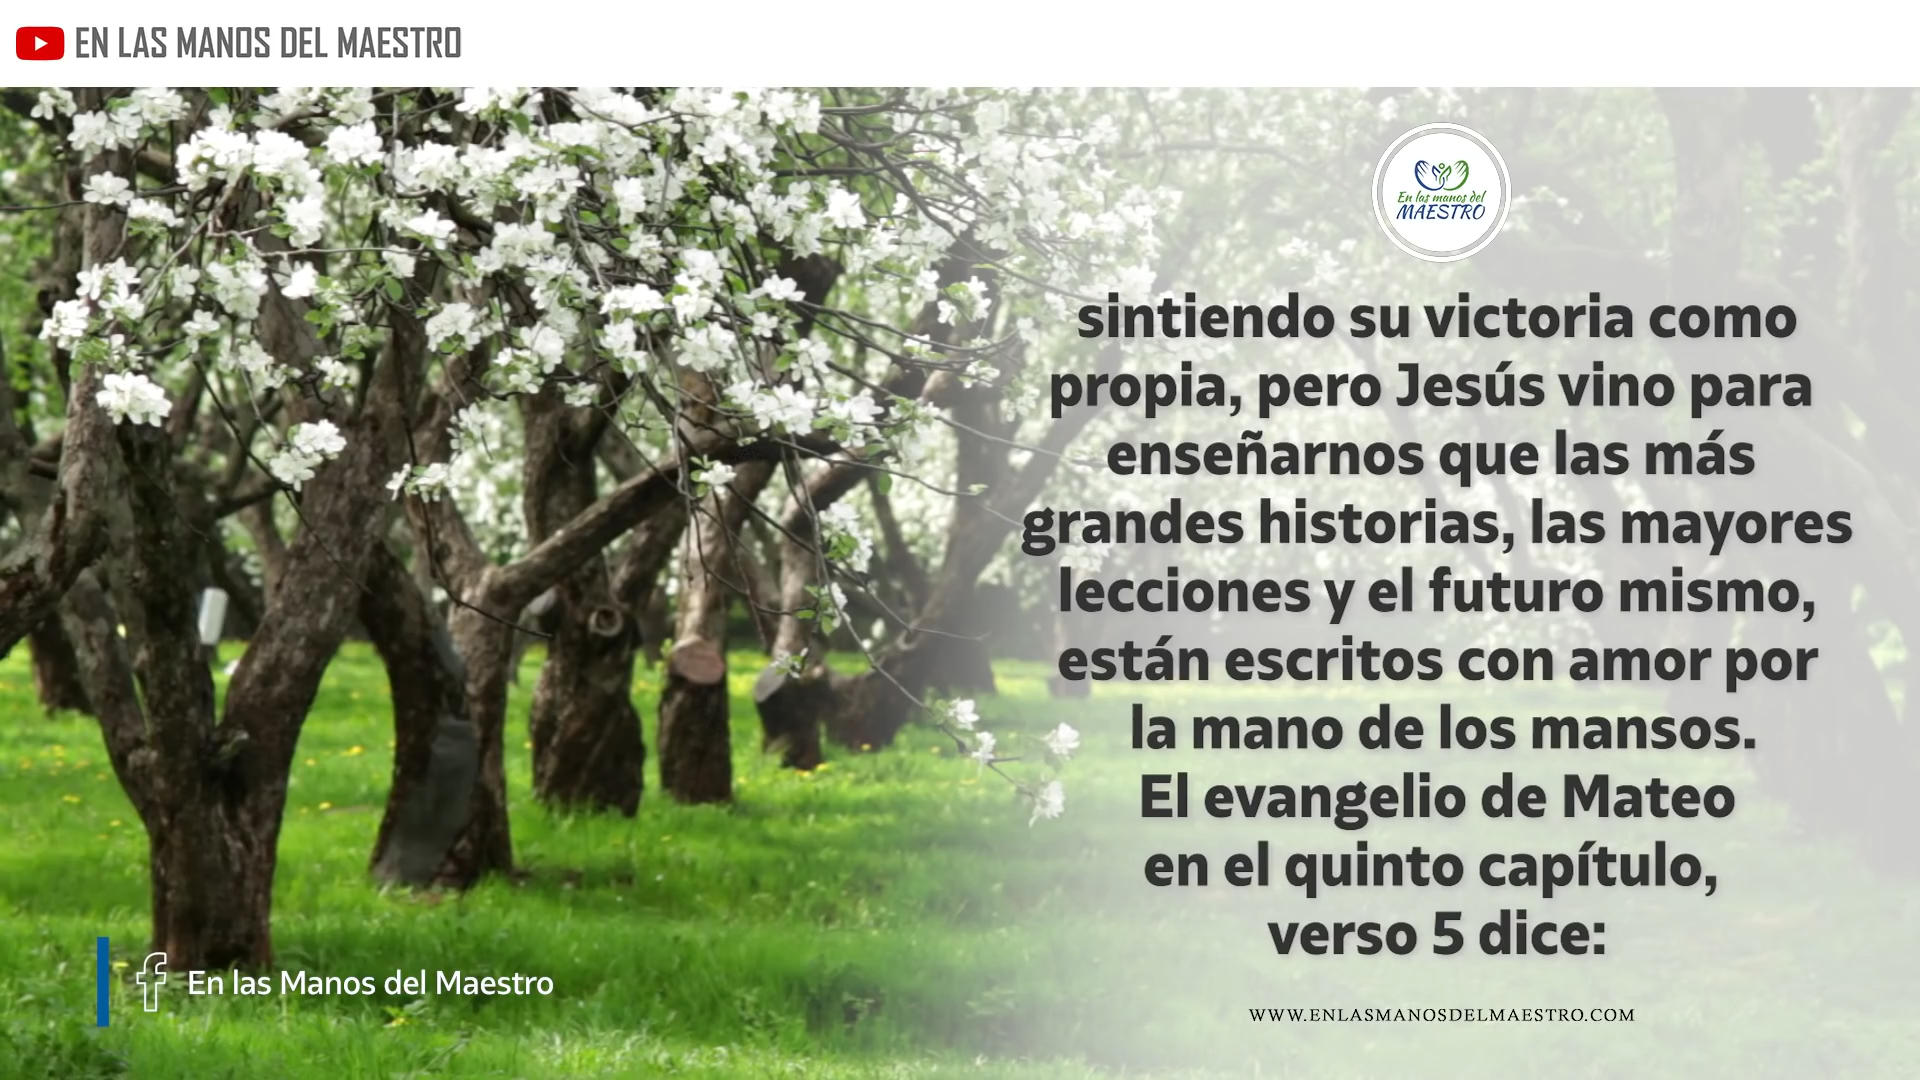 EN LAS MANOS DEL MAESTRO
En las manos del
MAESTRO
sintiendo su victoria como
propia, pero Jesús vino para
enseñarnos que las más
grandes historias, las mayores
lecciones y el futuro mismo,
están escritos con amor por
la mano de los mansos.
El evangelio de Mateo
en el quinto capítulo,
verso 5 dice:
En las Manos del Maestro
WWW.ENLASMANOSDELMAESTRO.COM